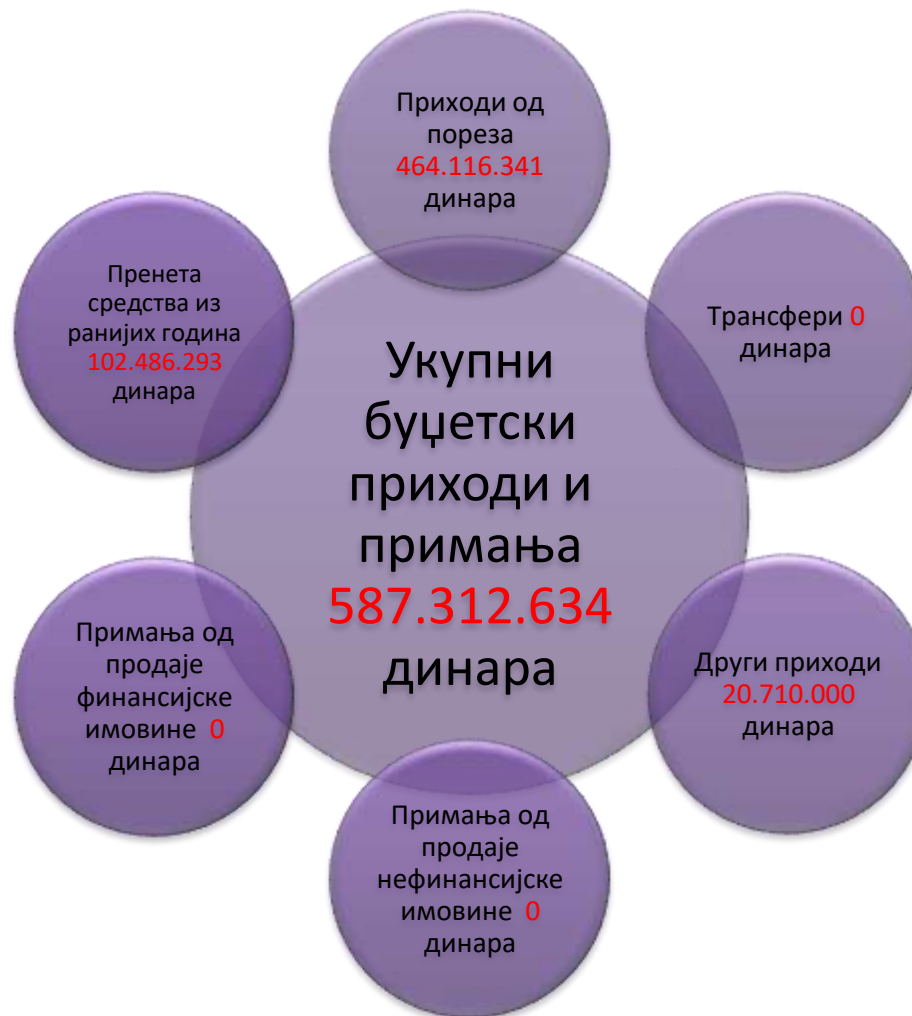 Приходи од
пореза
464.116.341
динара
Пренета
средства из
ранијих година
102.486.293
динара
Трансфери 0
динара
Укупни
буџетски
приходи и
примања
587.312.634
динара
Примања од
продаје
финансијске
имовине 0
динара
Други приходи
20.710.000
динара
Примања од
продаје
нефинансијске
имовине 0
динара